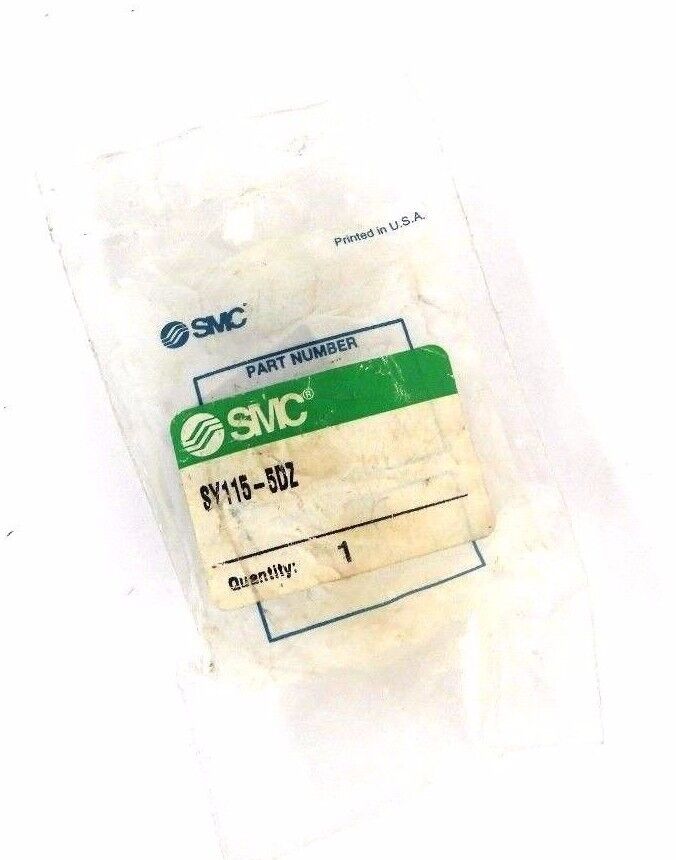 Printed in U.S.A.
SMC
PART NUMBER
SMC®
SY115-5DZ
Quantity: 1